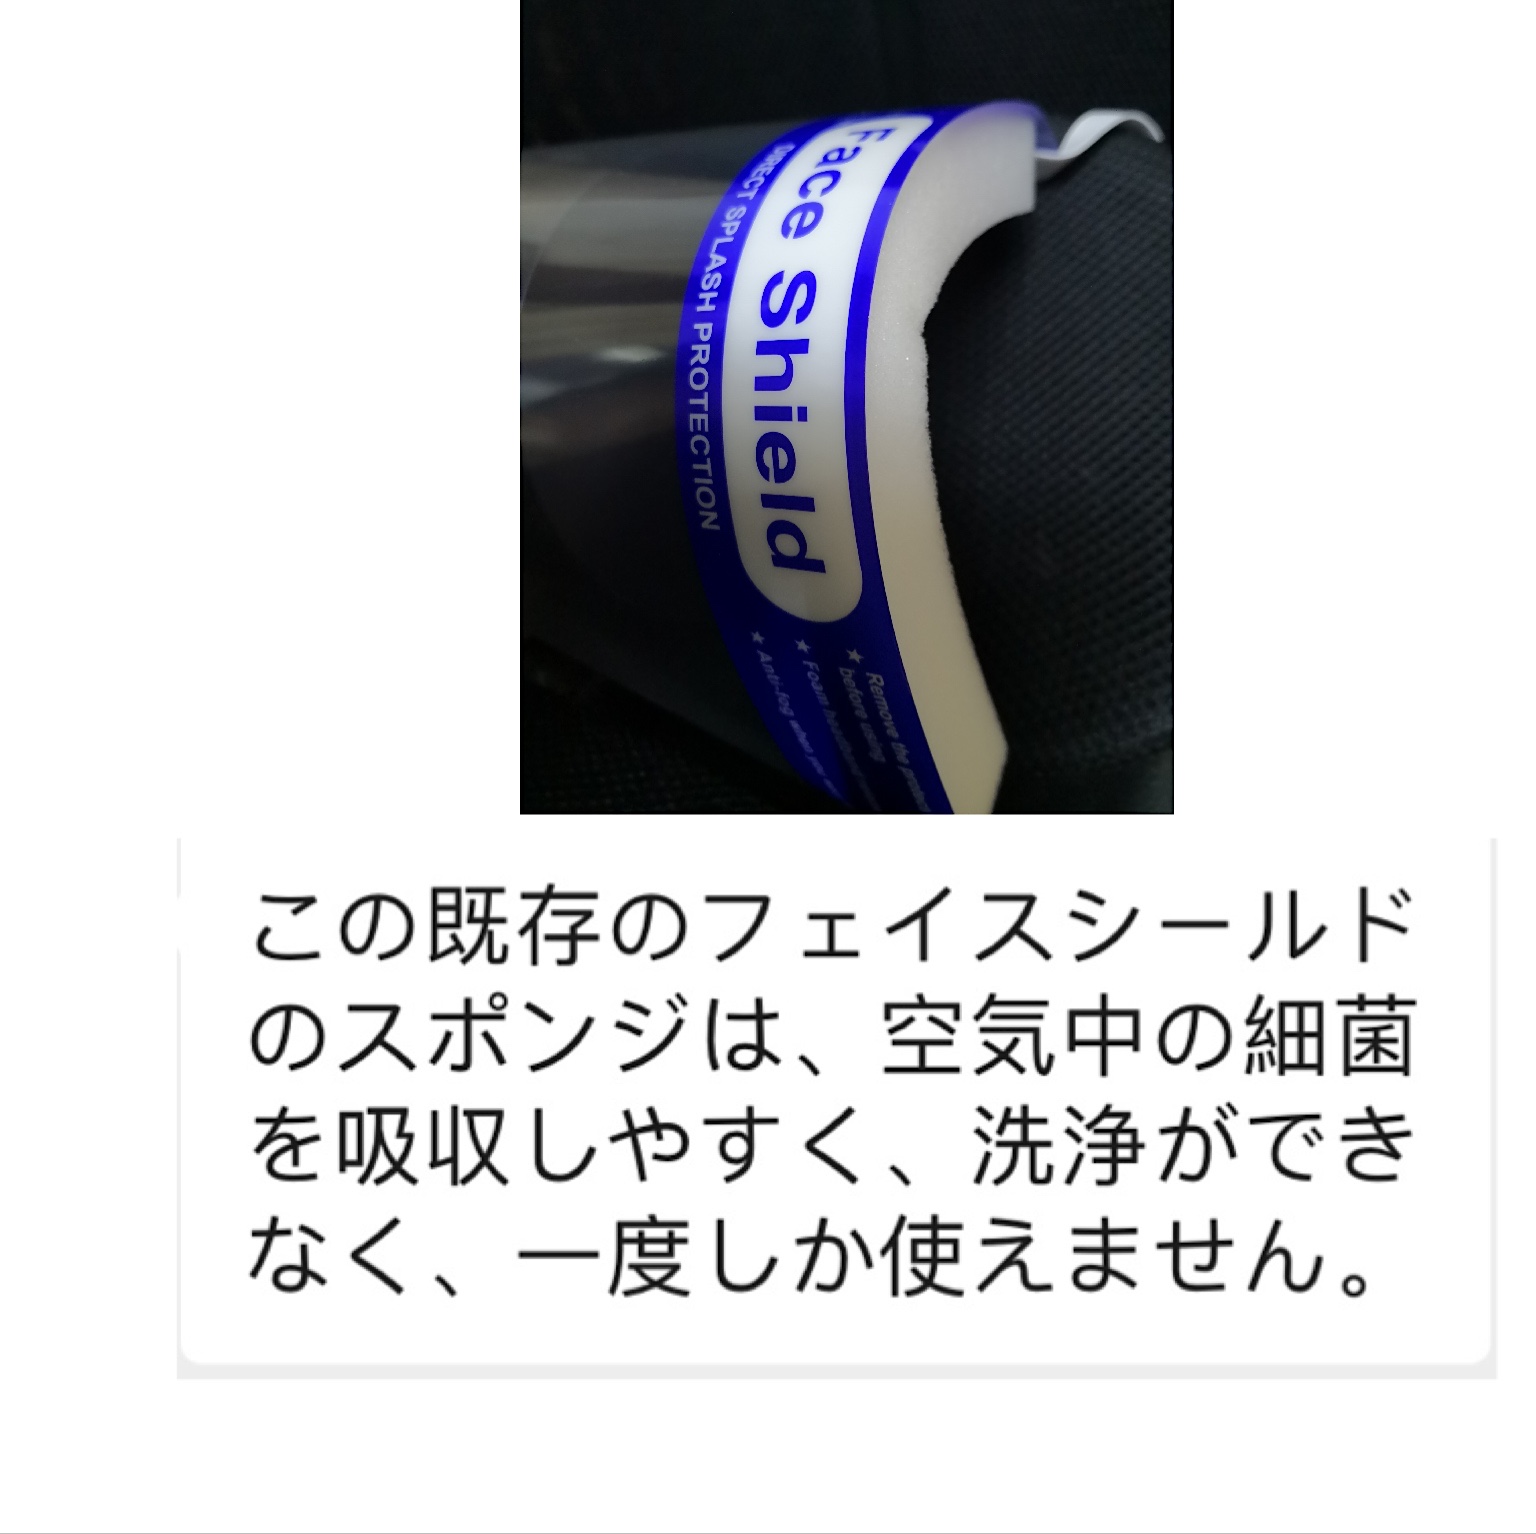 Face Shield
DIRECT SPLASH PROTECTION
★ Remove the
before using
★ Foam
★ Anti-fog when
この既存のフェイスシールド
のスポンジは、空気中の細菌
を吸収しやすく、洗浄ができ
なく、一度しか使えません。